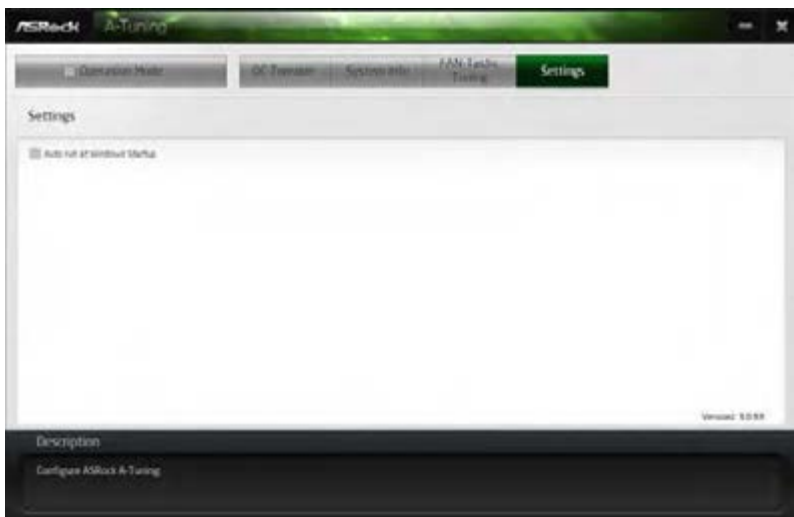 ASRock A-Tuning
Operation Mode
OC Tweaker
System Info
FAN-Tastic
Tuning
Settings
Settings
Auto run at Windows Startup
Version:
Description
Configure ASRock A-Tuning